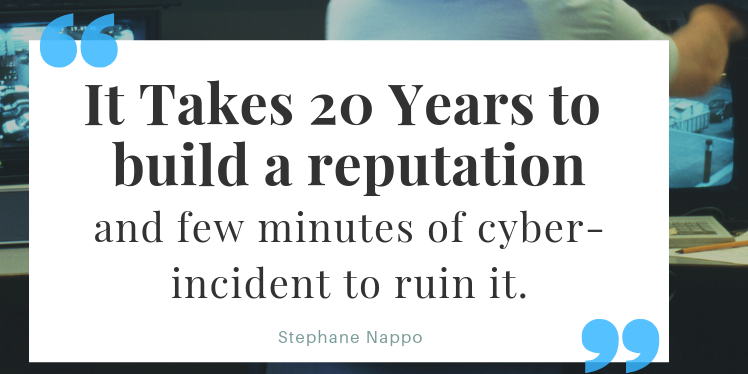 It Takes 20 Years to
build a reputation
and few minutes of cyber-
incident to ruin it.
Stephane Nappo